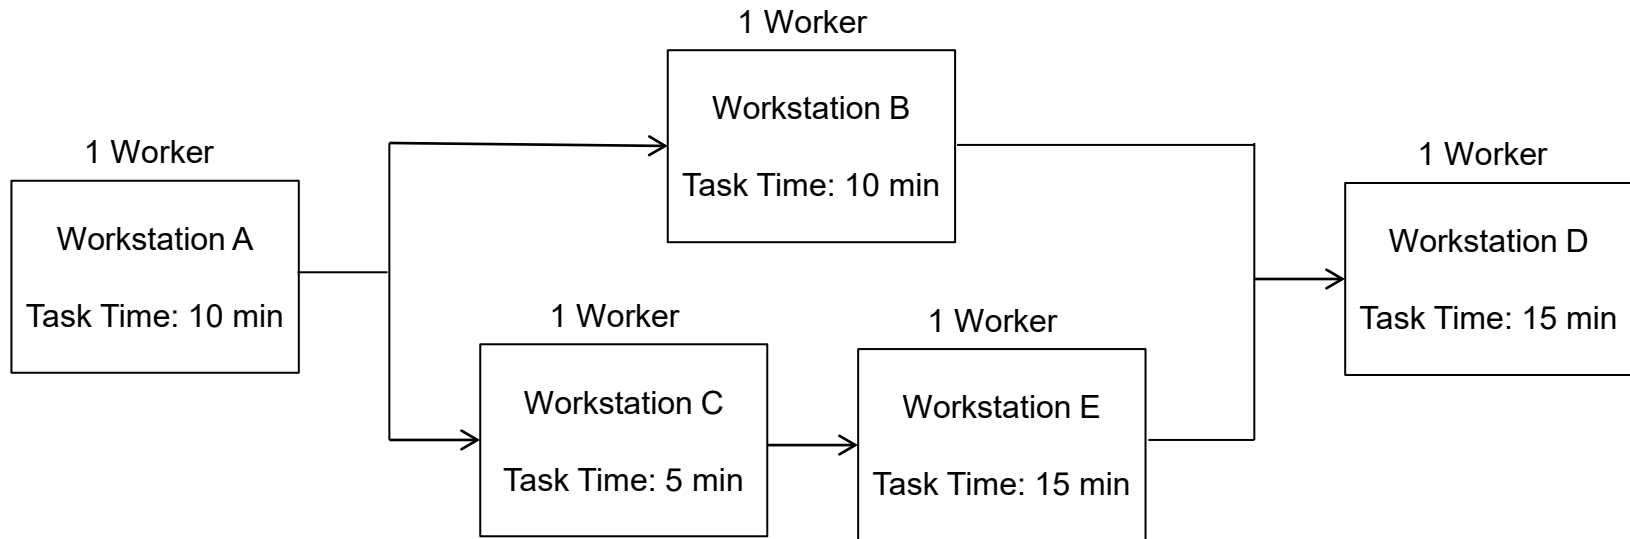 1 Worker
Workstation A
Task Time: 10 min
1 Worker
Workstation B
Task Time: 10 min
1 Worker
Workstation C
Task Time: 5 min
1 Worker
Workstation E
Task Time: 15 min
1 Worker
Workstation D
Task Time: 15 min